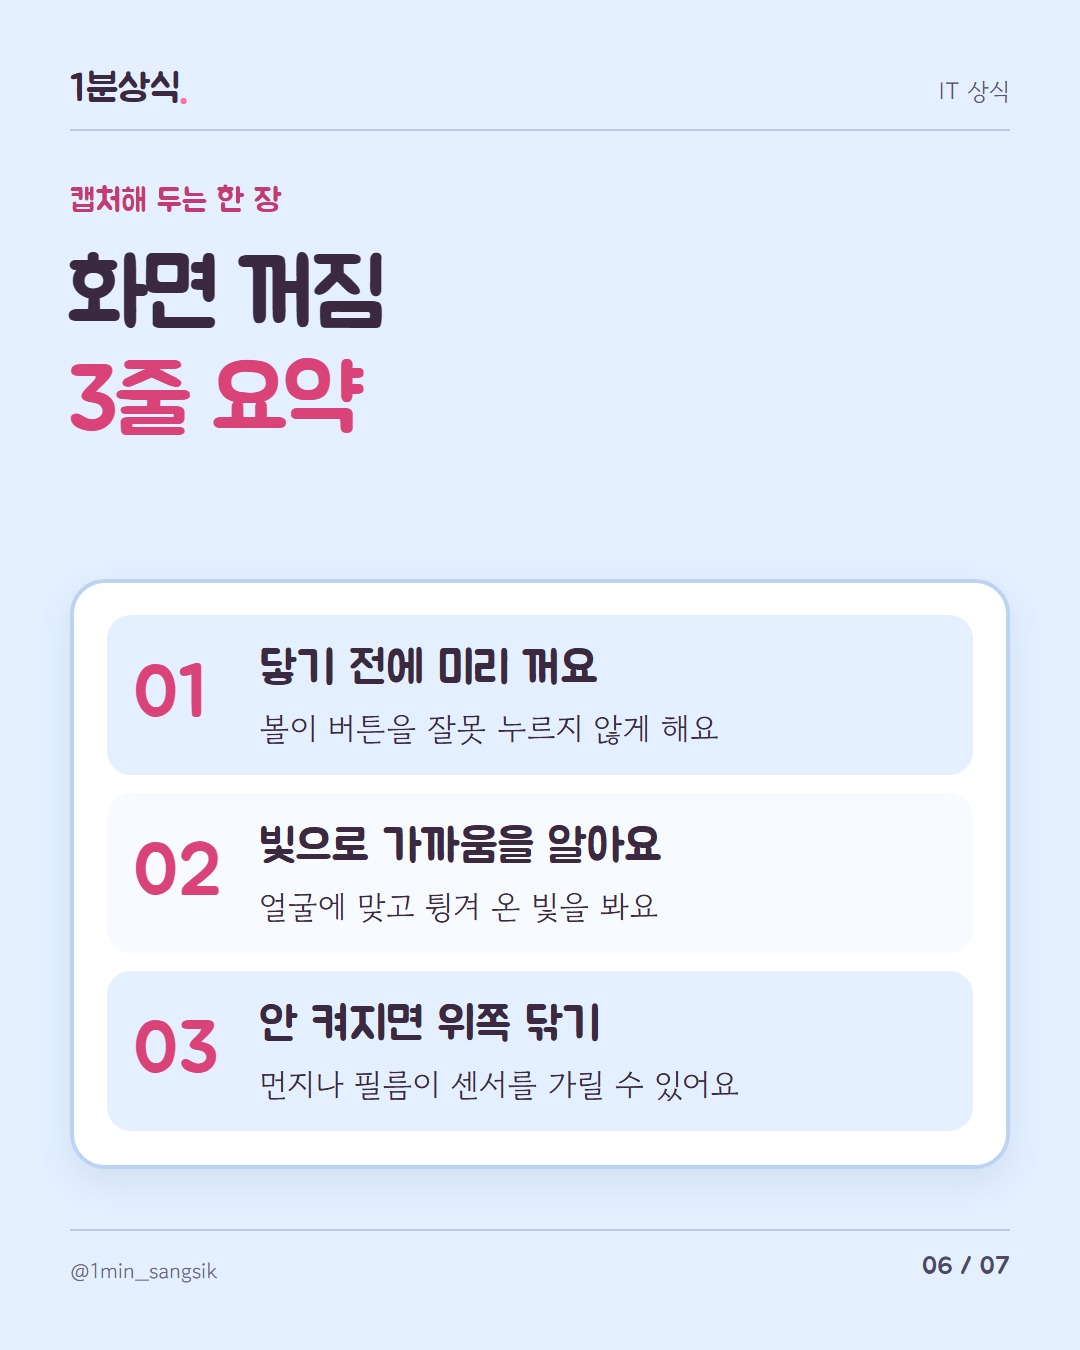 1분상식.
IT 상식
캡처해 두는 한 장
화면 꺼짐
3줄 요약
01
닿기 전에 미리 꺼요
볼이 버튼을 잘못 누르지 않게 해요
02
빛으로 가까움을 알아요
얼굴에 맞고 튕겨 온 빛을 봐요
03
안 켜지면 위쪽 닦기
먼지나 필름이 센서를 가릴 수 있어요
@1min_sangsik
06 / 07